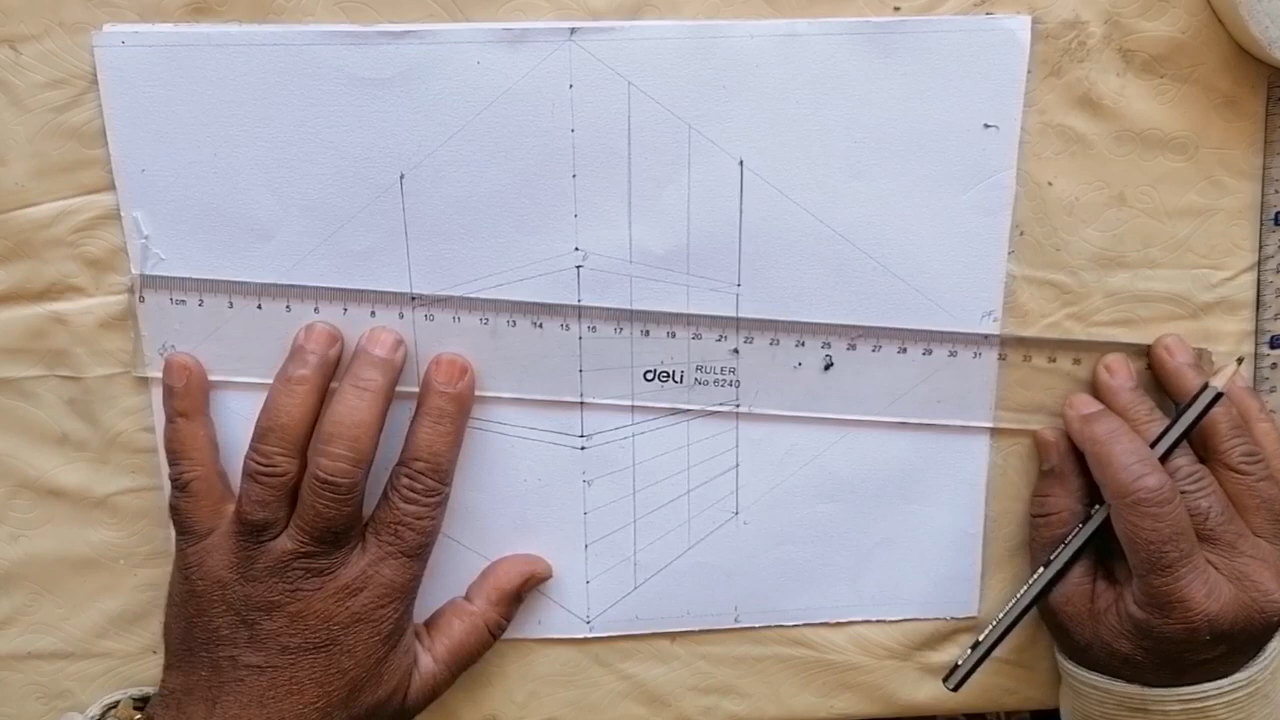 PF2
0 1cm 2 3 4 5 6 7 8 9 10 11 12 13 14 15 16 17 18 19 20 21 22 23 24 25 26 27 28 29 30 31 32 33 34 35
deli RULER
No.6240